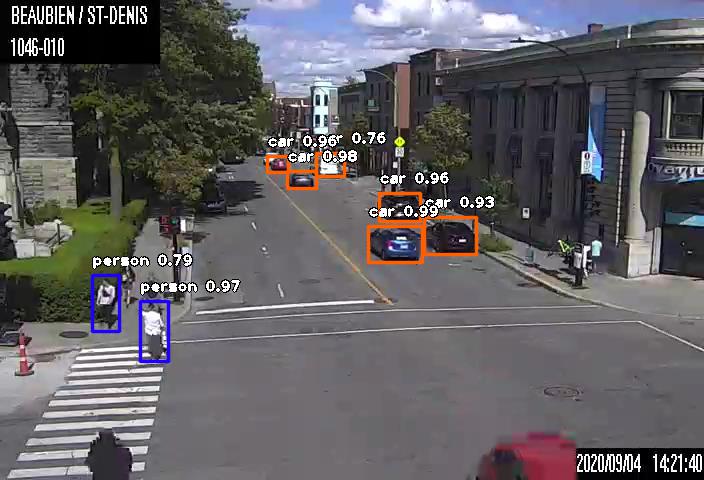 BEAUBIEN / ST-DENIS
1046-010
car 0.96
r 0.76
car 0.98
car 0.96
car 0.93
car 0.99
person 0.79
person 0.97
2020/09/04 14:21:40